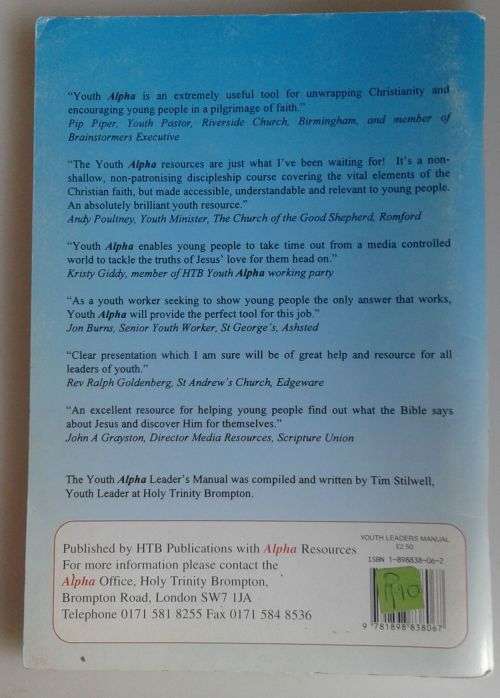 “Youth Alpha is an extremely useful tool for unwrapping Christianity and
encouraging young people in a pilgrimage of faith.”
Pip Piper, Youth Pastor, Riverside Church, Birmingham, and member of
Brainstormers Executive
“The Youth Alpha resources are just what I've been waiting for! It's a non-
shallow, non-patronising discipleship course covering the vital elements of the
Christian faith, but made accessible, understandable and relevant to young people.
An absolutely brilliant youth resource.”
Andy Poultney, Youth Minister, The Church of the Good Shepherd, Romford
“Youth Alpha enables young people to take time out from a media controlled
world to tackle the truths of Jesus' love for them head on.”
Kristy Giddy, member of HTB Youth Alpha working party
“As a youth worker seeking to show young people the only answer that works,
Youth Alpha will provide the perfect tool for this job.”
Jon Burns, Senior Youth Worker, St George's, Ashsted
“Clear presentation which I am sure will be of great help and resource for all
leaders of youth.”
Rev Ralph Goldenberg, St Andrew's Church, Edgeware
“An excellent resource for helping young people find out what the Bible says
about Jesus and discover Him for themselves.”
John A Grayston, Director Media Resources, Scripture Union
The Youth Alpha Leader's Manual was compiled and written by Tim Stilwell,
Youth Leader at Holy Trinity Brompton.
Published by HTB Publications with Alpha Resources
For more information please contact the
Alpha Office, Holy Trinity Brompton,
Brompton Road, London SW7 1JA
Telephone 0171 581 8255 Fax 0171 584 8536
YOUTH LEADERS MANUAL
£2.50
ISBN 1-898838-06-2
R10
9 781898 838067